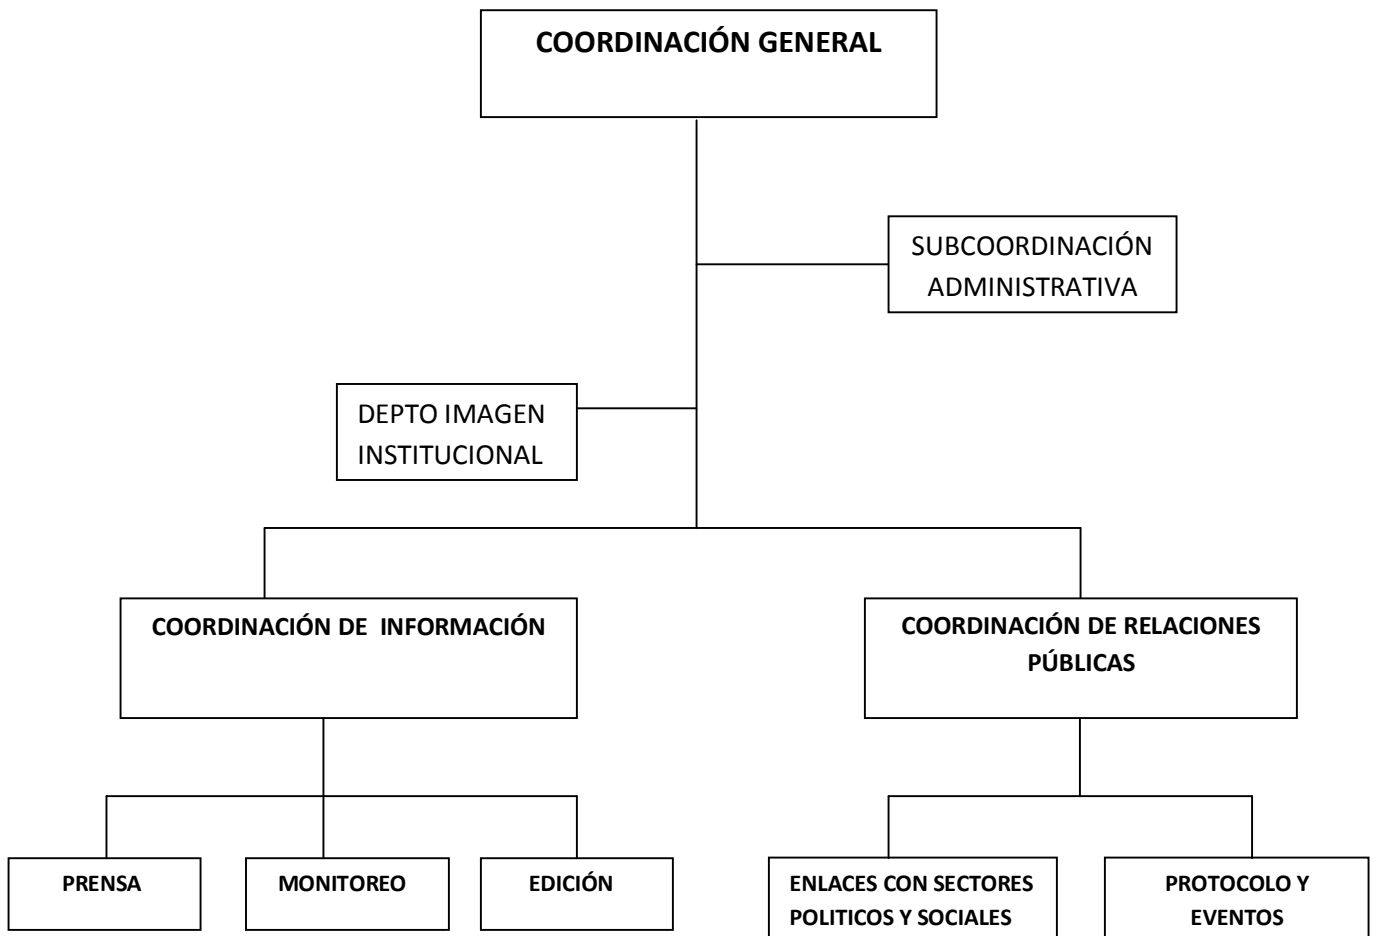 COORDINACIÓN GENERAL
SUBCOORDINACIÓN
ADMINISTRATIVA
DEPTO IMAGEN
INSTITUCIONAL
COORDINACIÓN DE INFORMACIÓN
COORDINACIÓN DE RELACIONES
PÚBLICAS
PRENSA
MONITOREO
EDICIÓN
ENLACES CON SECTORES
POLITICOS Y SOCIALES
PROTOCOLO Y
EVENTOS